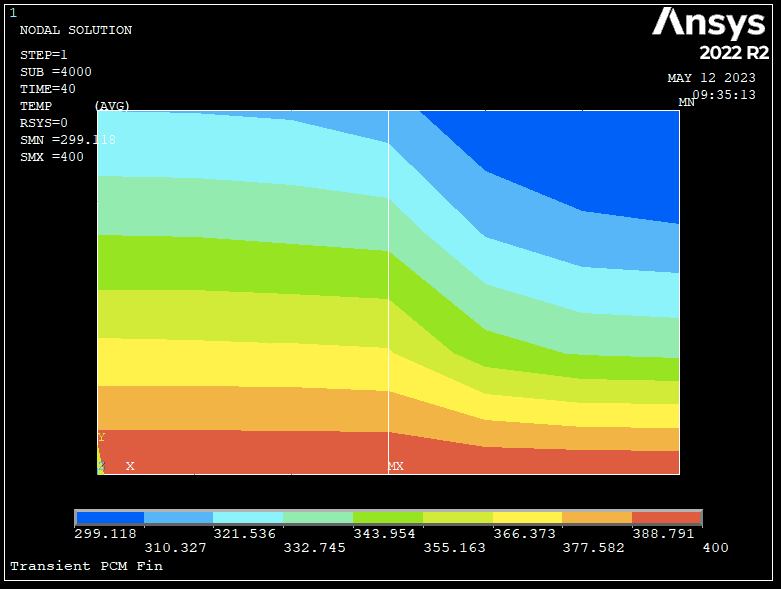 1
NODAL SOLUTION
STEP=1
SUB =4000
TIME=40
TEMP (AVG)
RSYS=0
SMN =299.118
SMX =400
Ansys
2022 R2
MAY 12 2023
09:35:13
MN
Y
Z X
MX
299.118 321.536 343.954 366.373 388.791
310.327 332.745 355.163 377.582 400
Transient PCM Fin